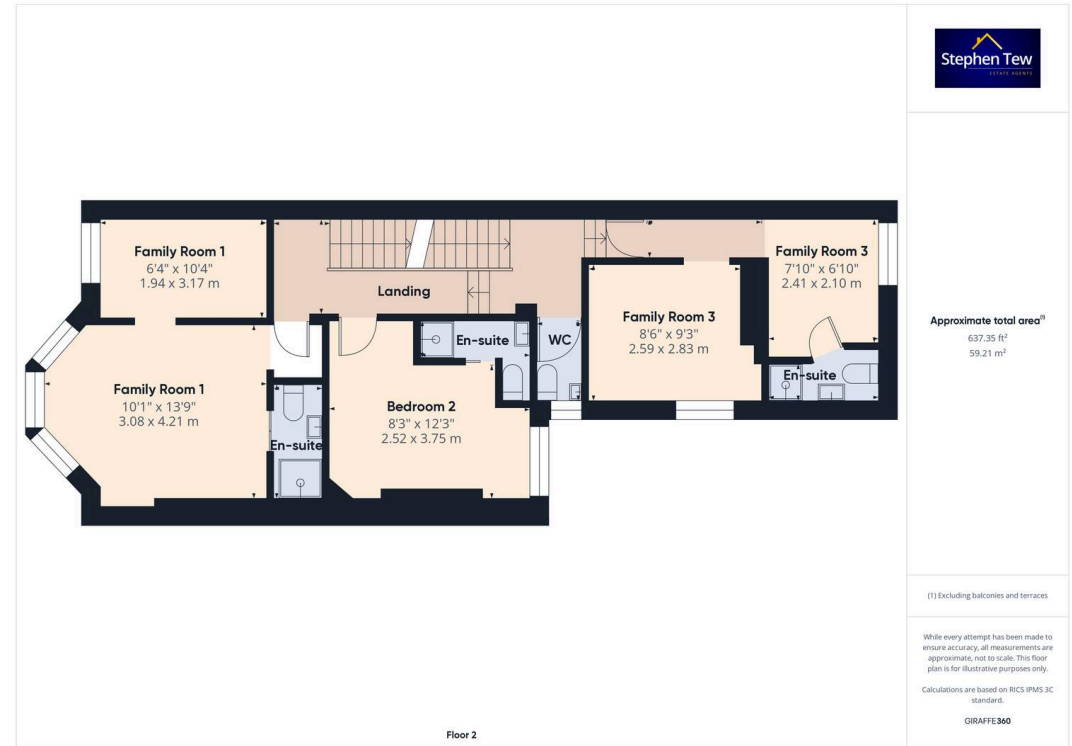 Family Room 1
6'4" x 10'4"
1.94 x 3.17 m
Landing
Family Room 1
10'1" x 13'9"
3.08 x 4.21 m
En-suite
Bedroom 2
8'3" x 12'3"
2.52 x 3.75 m
En-suite
WC
Family Room 3
8'6" x 9'3"
2.59 x 2.83 m
Family Room 3
7'10" x 6'10"
2.41 x 2.10 m
En-suite
Floor 2
Stephen Tew
ESTATE AGENTS
Approximate total area(1)
637.35 ft²
59.21 m²
(1) Excluding balconies and terraces
While every attempt has been made to
ensure accuracy, all measurements are
approximate, not to scale. This floor
plan is for illustrative purposes only.
Calculations are based on RICS IPMS 3C
standard.
GIRAFFE360